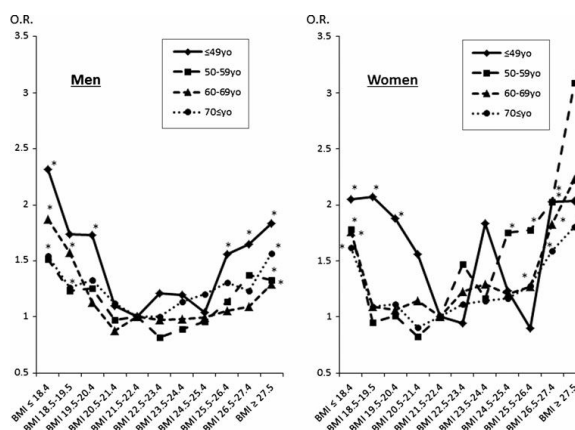 O.R.
3.5
3
2.5
2
1.5
1
0.5
Men
≤49yo
50-59yo
60-69yo
70≤yo
* * * * * * * * * * * * * *
BMI ≤ 18.4
BMI 18.5-19.5
BMI 19.5-20.4
BMI 20.5-21.4
BMI 21.5-22.4
BMI 22.5-23.4
BMI 23.5-24.4
BMI 24.5-25.4
BMI 25.5-26.4
BMI 26.5-27.4
BMI ≥ 27.5
O.R.
3.5
3
2.5
2
1.5
1
0.5
Women
≤49yo
50-59yo
60-69yo
70≤yo
BMI ≤ 18.4
BMI 18.5-19.5
BMI 19.5-20.4
BMI 20.5-21.4
BMI 21.5-22.4
BMI 22.5-23.4
BMI 23.5-24.4
BMI 24.5-25.4
BMI 25.5-26.4
BMI 26.5-27.4
BMI ≥ 27.5